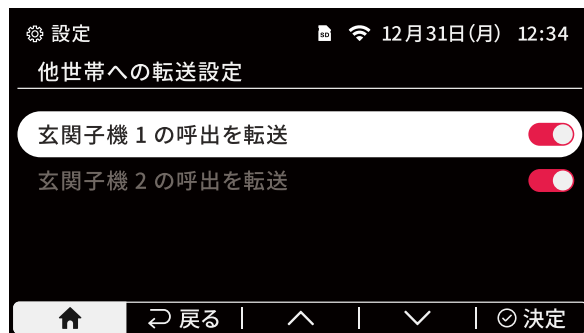 設定 SD 12月31日(月) 12:34
他世帯への転送設定
玄関子機 1 の呼出を転送
玄関子機 2 の呼出を転送
戻る 決定